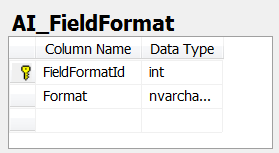 AI_FieldFormat
Column Name Data Type
FieldFormatId int
Format nvarcha...